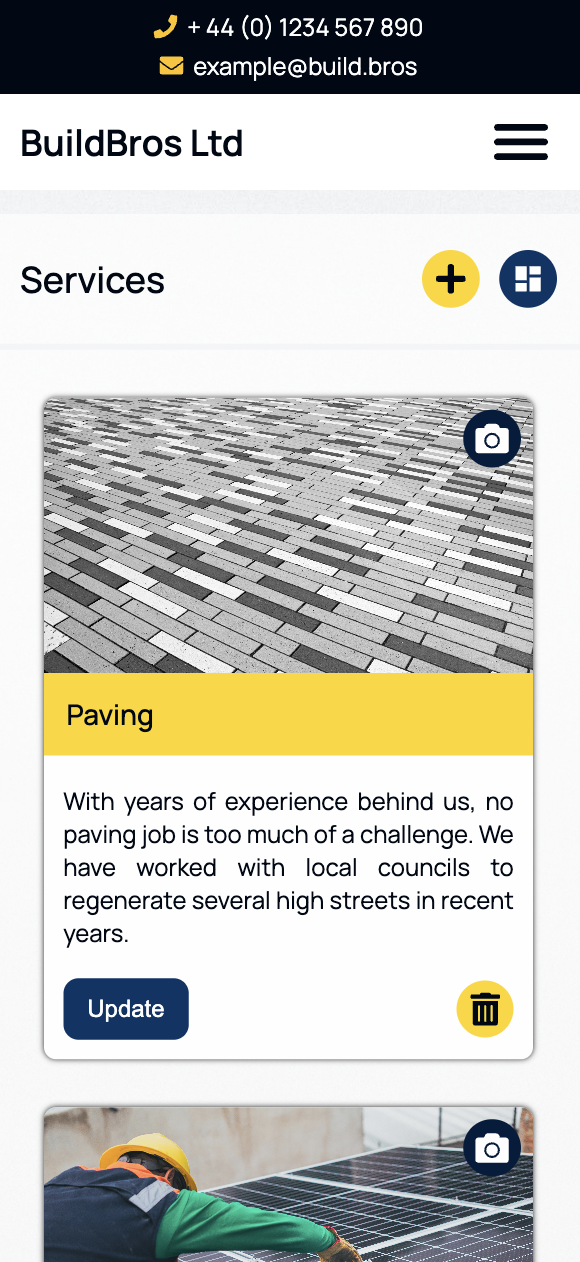 + 44 (0) 1234 567 890
example@build.bros
BuildBros Ltd
Services
Paving
With years of experience behind us, no
paving job is too much of a challenge. We
have worked with local councils to
regenerate several high streets in recent
years.
Update